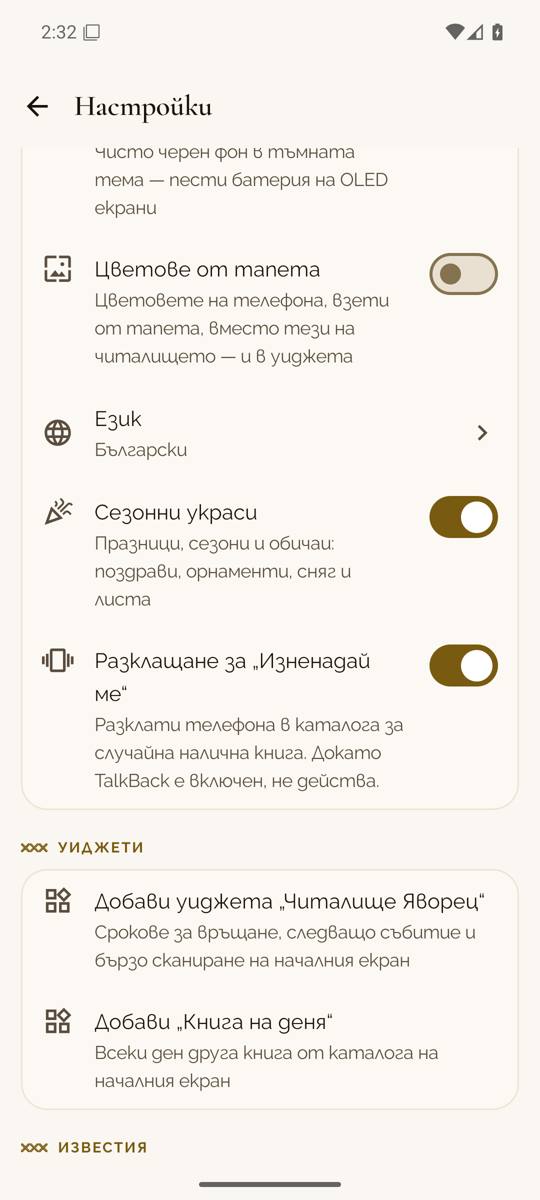 2:32
Настройки
Чисто черен фон в тъмната
тема — пести батерия на OLED
екрани
Цветове от тапета
Цветовете на телефона, взети
от тапета, вместо тези на
читалището — и в уиджета
Език
Български
Сезонни украси
Празници, сезони и обичаи:
поздрави, орнаменти, сняг и
листа
Разклащане за „Изненадай
ме“
Разклати телефона в каталога за
случайна налична книга. Докато
TalkBack е включен, не действа.
УИДЖЕТИ
Добави уиджета „Читалище Яворец“
Срокове за връщане, следващо събитие и
бързо сканиране на началния екран
Добави „Книга на деня“
Всеки ден друга книга от каталога на
началния екран
ИЗВЕСТИЯ